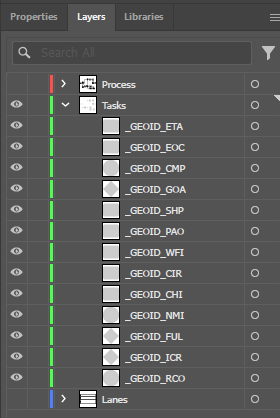 Properties Layers Libraries
Search All
Process
Tasks
_GEOID_ETA
_GEOID_EOC
_GEOID_CMP
_GEOID_GOA
_GEOID_SHP
_GEOID_PAO
_GEOID_WFI
_GEOID_CIR
_GEOID_CHI
_GEOID_NMI
_GEOID_FUL
_GEOID_ICR
_GEOID_RCO
Lanes